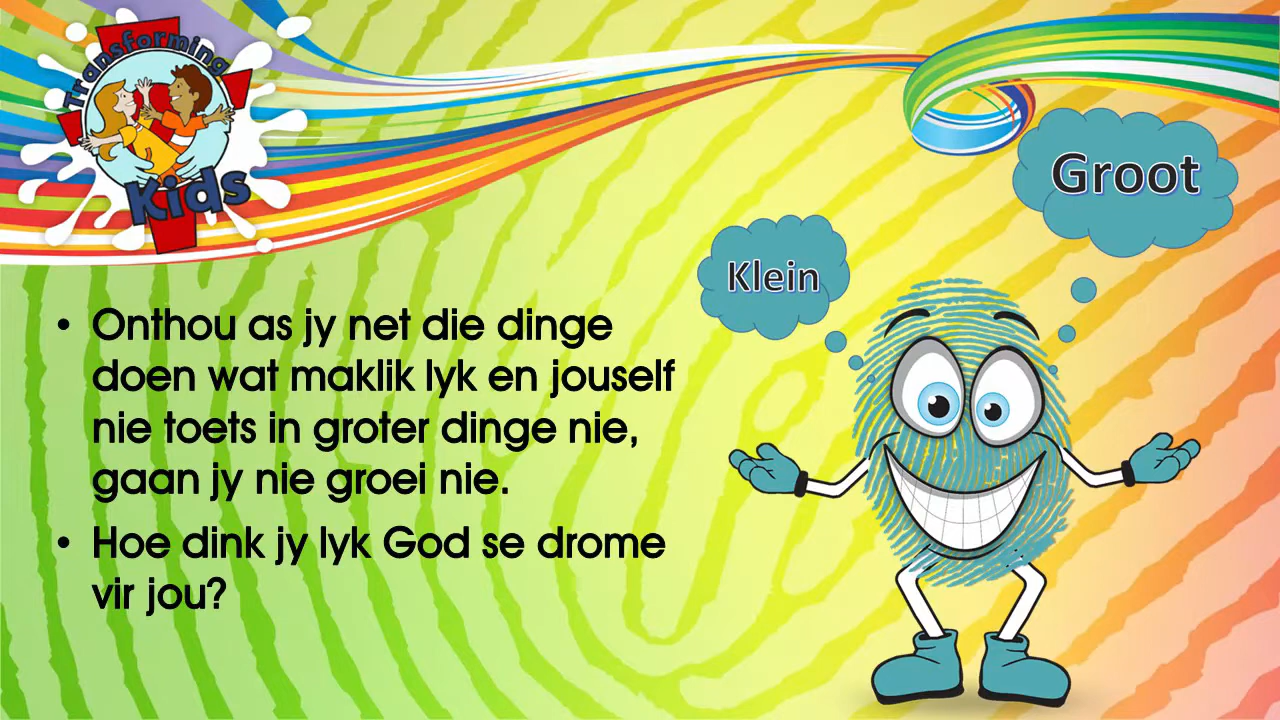 Transforming
Kids
Groot
Klein
• Onthou as jy net die dinge
doen wat maklik lyk en jouself
nie toets in groter dinge nie,
gaan jy nie groei nie.
• Hoe dink jy lyk God se drome
vir jou?